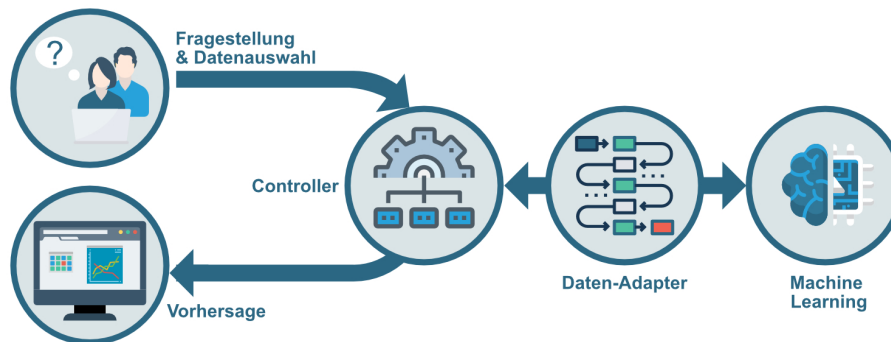 ?
Fragestellung
& Datenauswahl
Controller
Daten-Adapter
Machine
Learning
Vorhersage